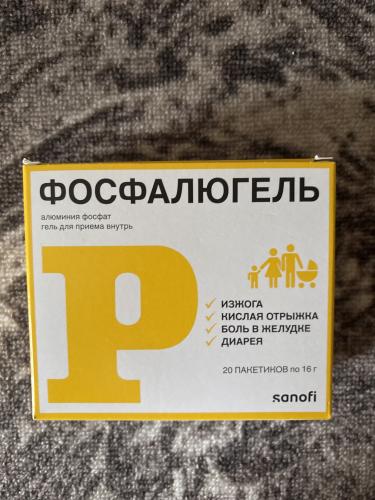 ФОСФАЛЮГЕЛЬ
алюминия фосфат
гель для приема внутрь
P
ИЗЖОГА
КИСЛАЯ ОТРЫЖКА
БОЛЬ В ЖЕЛУДКЕ
ДИАРЕЯ
20 ПАКЕТИКОВ по 16 г
sanofi